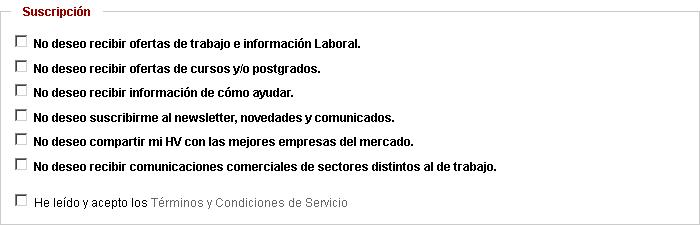 Suscripción
No deseo recibir ofertas de trabajo e información Laboral.
No deseo recibir ofertas de cursos y/o postgrados.
No deseo recibir información de cómo ayudar.
No deseo suscribirme al newsletter, novedades y comunicados.
No deseo compartir mi HV con las mejores empresas del mercado.
No deseo recibir comunicaciones comerciales de sectores distintos al de trabajo.
He leído y acepto los Términos y Condiciones de Servicio